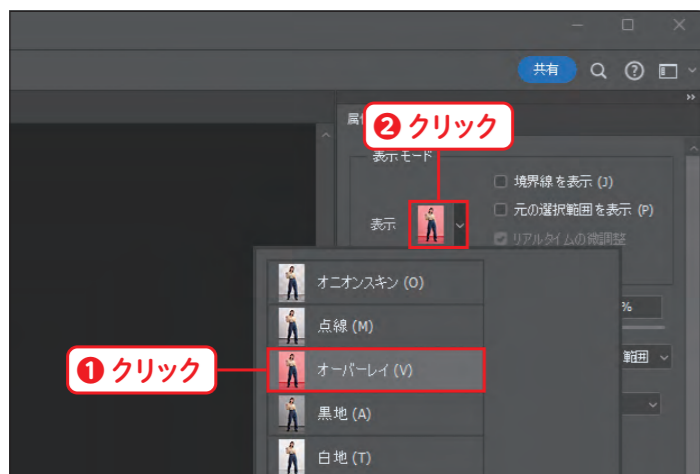 共有
属
❷ クリック
表示モード
境界線を表示 (J)
表示
元の選択範囲を表示 (P)
リアルタイムの微調整
オニオンスキン (O)
%
点線 (M)
❶ クリック
オーバーレイ (V)
範囲
黒地 (A)
白地 (T)